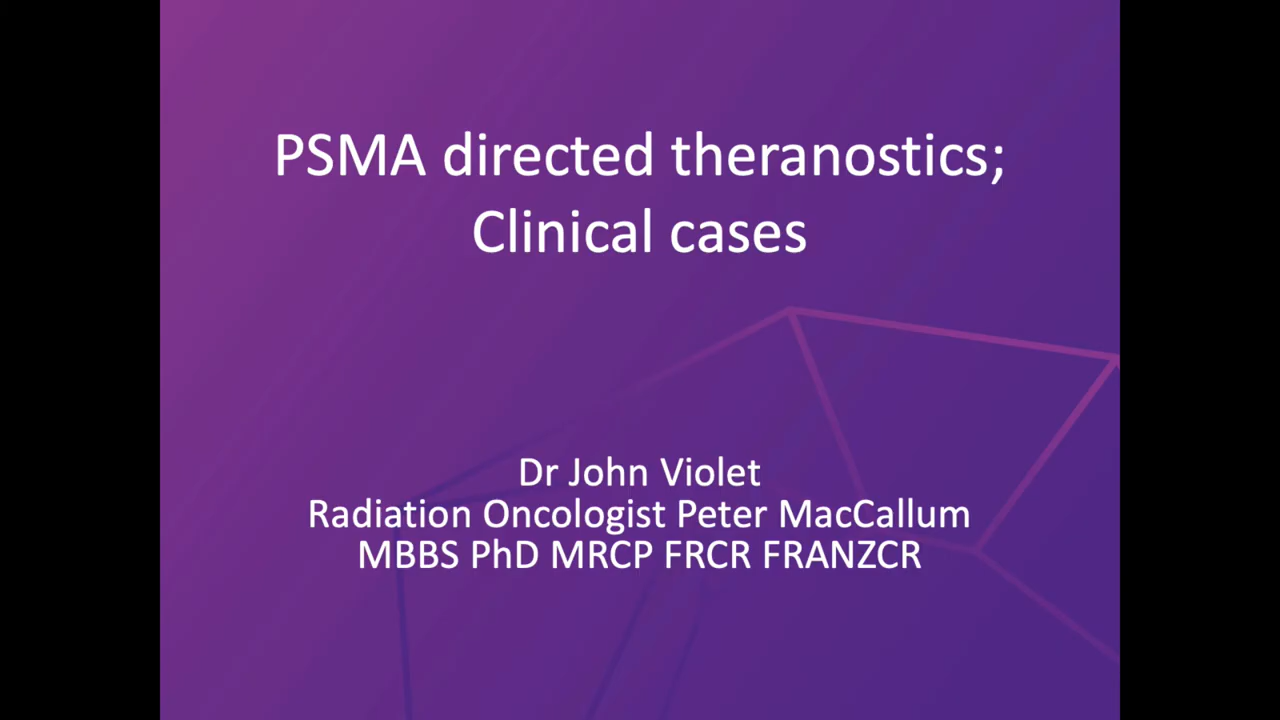 PSMA directed theranostics;
Clinical cases
Dr John Violet
Radiation Oncologist Peter MacCallum
MBBS PhD MRCP FRCR FRANZCR